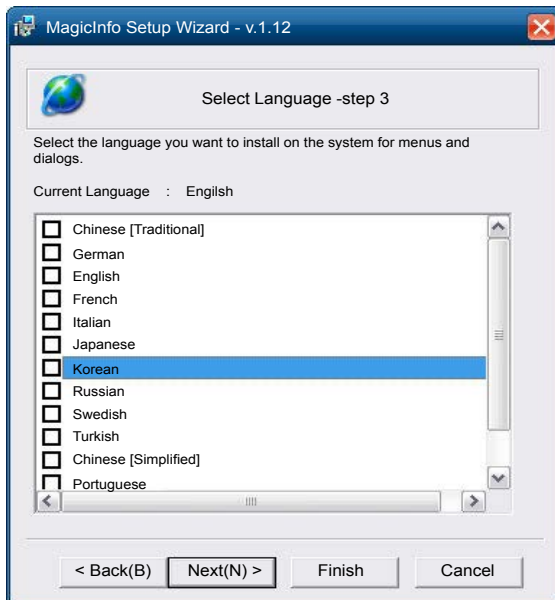 MagicInfo Setup Wizard - v.1.12
Select Language -step 3
Select the language you want to install on the system for menus and
dialogs.
Current Language : Engilsh
Chinese [Traditional]
German
English
French
Italian
Japanese
Korean
Russian
Swedish
Turkish
Chinese [Simplified]
Portuguese
< Back(B) Next(N) > Finish Cancel